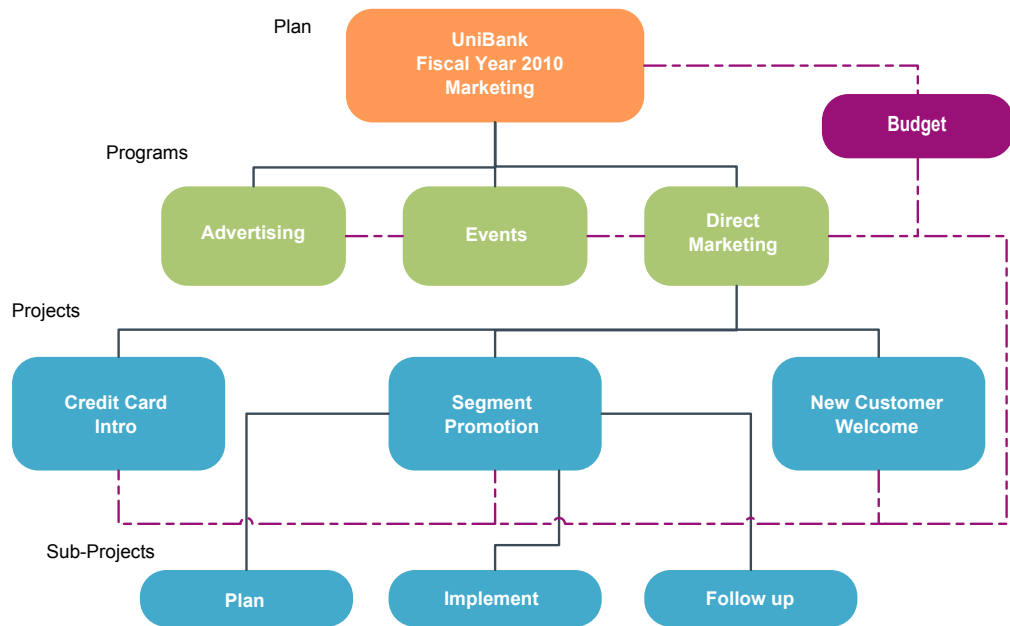 Plan
UniBank
Fiscal Year 2010
Marketing
Budget
Programs
Advertising
Events
Direct
Marketing
Projects
Credit Card
Intro
Segment
Promotion
New Customer
Welcome
Sub-Projects
Plan
Implement
Follow up